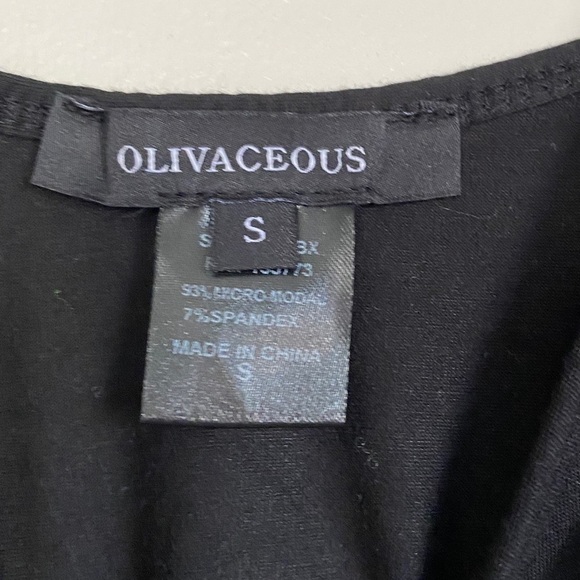 OLIVACEOUS
S
93% MICRO-MODAL
7% SPANDEX
MADE IN CHINA
S